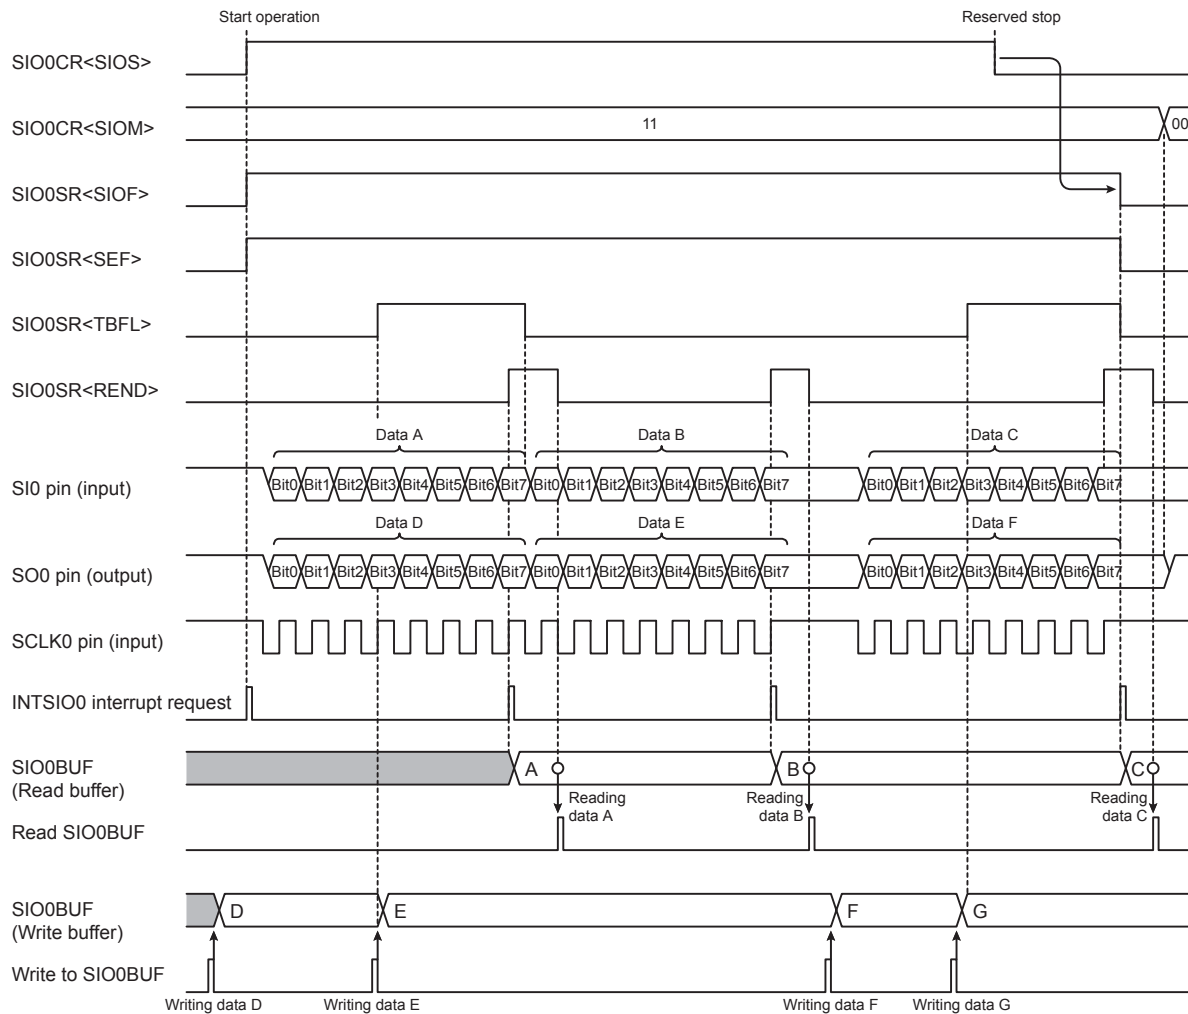 Start operation
Reserved stop
SIO0CR<SIOS>
SIO0CR<SIOM>
11
00
SIO0SR<SIOF>
SIO0SR<SEF>
SIO0SR<TBFL>
SIO0SR<REND>
Data A
Data B
Data C
SI0 pin (input)
Bit0 Bit1 Bit2 Bit3 Bit4 Bit5 Bit6 Bit7 Bit0 Bit1 Bit2 Bit3 Bit4 Bit5 Bit6 Bit7 Bit0 Bit1 Bit2 Bit3 Bit4 Bit5 Bit6 Bit7
Data D
Data E
Data F
SO0 pin (output)
Bit0 Bit1 Bit2 Bit3 Bit4 Bit5 Bit6 Bit7 Bit0 Bit1 Bit2 Bit3 Bit4 Bit5 Bit6 Bit7 Bit0 Bit1 Bit2 Bit3 Bit4 Bit5 Bit6 Bit7
SCLK0 pin (input)
INTSIO0 interrupt request
SIO0BUF
(Read buffer)
A
B
C
Reading
data A
Reading
data B
Reading
data C
Read SIO0BUF
SIO0BUF
(Write buffer)
D
E
F
G
Write to SIO0BUF
Writing data D
Writing data E
Writing data F
Writing data G